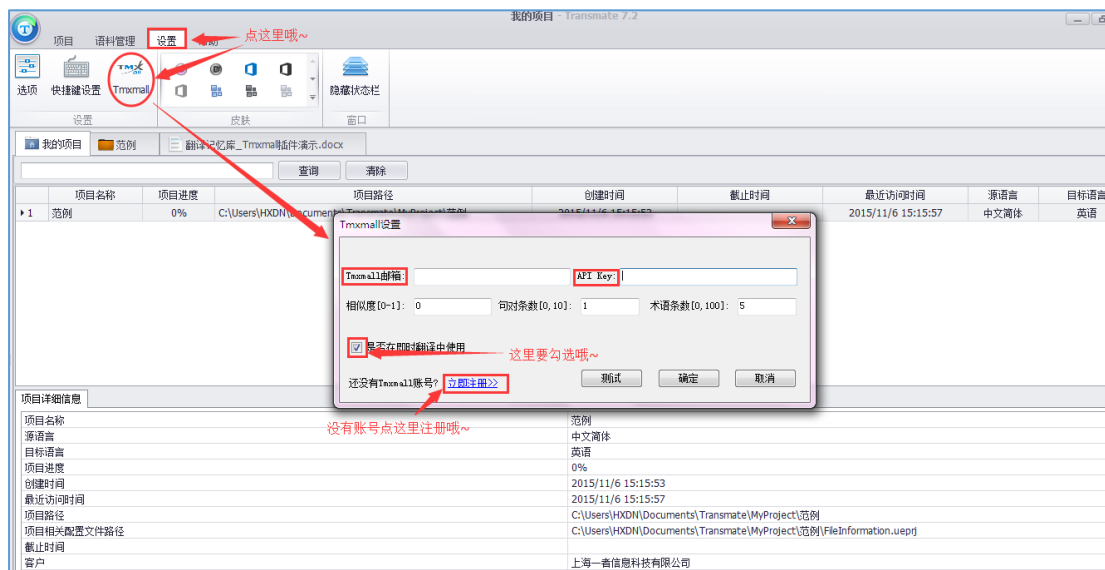 我的项目 - Transmate 7.2
项目 语料管理 设置 点这里哦~
TMX
选项 快捷键设置 Tmxmall 隐藏状态栏
设置 皮肤 窗口
我的项目 范例 翻译记忆库_Tmxmall插件演示.docx
查询 清除
项目名称 项目进度 项目路径 创建时间 截止时间 最近访问时间 源语言 目标语言
1 范例 0% C:\Users\HXDN\Documents\Transmate\MyProject\范例 2015/11/6 15:15:53 2015/11/6 15:15:57 中文简体 英语
Tmxmall设置
Tmxmall邮箱: API Key:
相似度[0-1]: 0 句对条数[0,10]: 1 术语条数[0,100]: 5
是否在即时翻译中使用
这里要勾选哦~
还没有Tmxmall账号? 立即注册>> 测试 确定 取消
没有账号点这里注册哦~
项目详细信息
项目名称 范例
源语言 中文简体
目标语言 英语
项目进度 0%
创建时间 2015/11/6 15:15:53
最近访问时间 2015/11/6 15:15:57
项目路径 C:\Users\HXDN\Documents\Transmate\MyProject\范例
项目相关配置文件路径 C:\Users\HXDN\Documents\Transmate\MyProject\范例\FileInformation.ueprj
截止时间
客户 上海一者信息科技有限公司